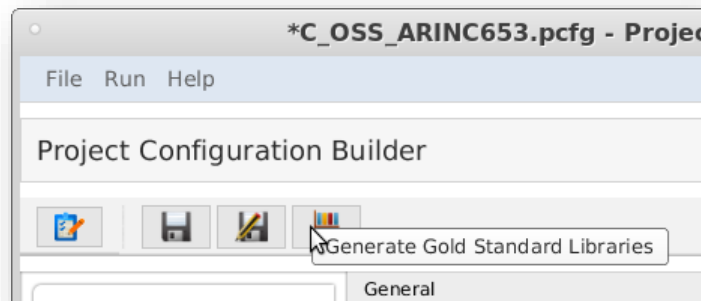 *C_OSS_ARINC653.pcfg - Projec
File Run Help
Project Configuration Builder
Generate Gold Standard Libraries
General